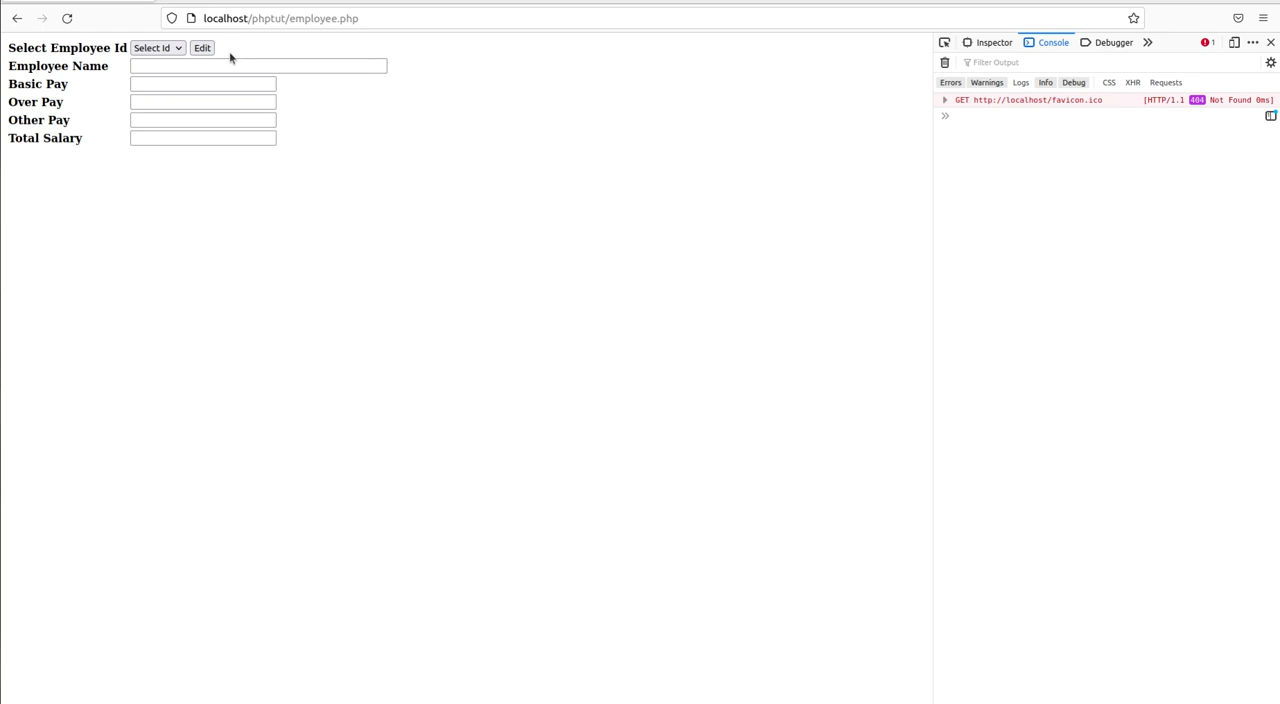 localhost/phptut/employee.php
Select Employee Id Select Id Edit
Employee Name
Basic Pay
Over Pay
Other Pay
Total Salary
Inspector Console Debugger 1
Filter Output
Errors Warnings Logs Info Debug CSS XHR Requests
GET http://localhost/favicon.ico [HTTP/1.1 404 Not Found 0ms]